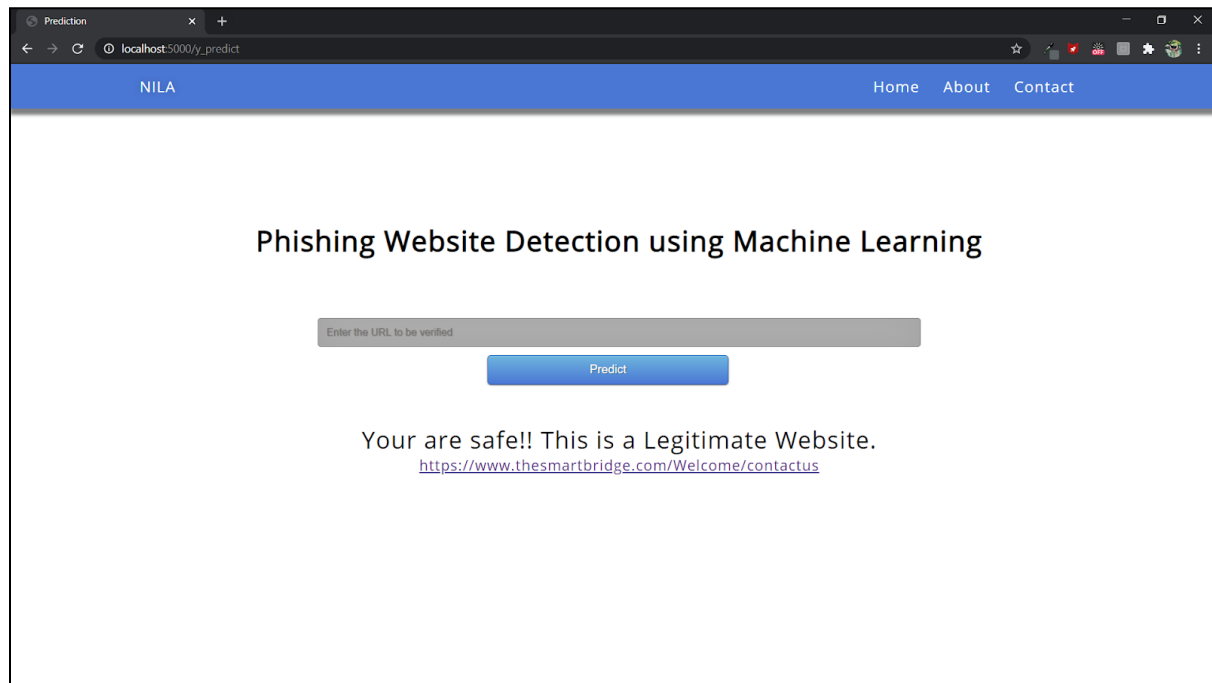 Prediction
localhost:5000/y_predict
OFF
NILA Home About Contact
Phishing Website Detection using Machine Learning
Enter the URL to be verified
Predict
Your are safe!! This is a Legitimate Website.
https://www.thesmartbridge.com/Welcome/contactus